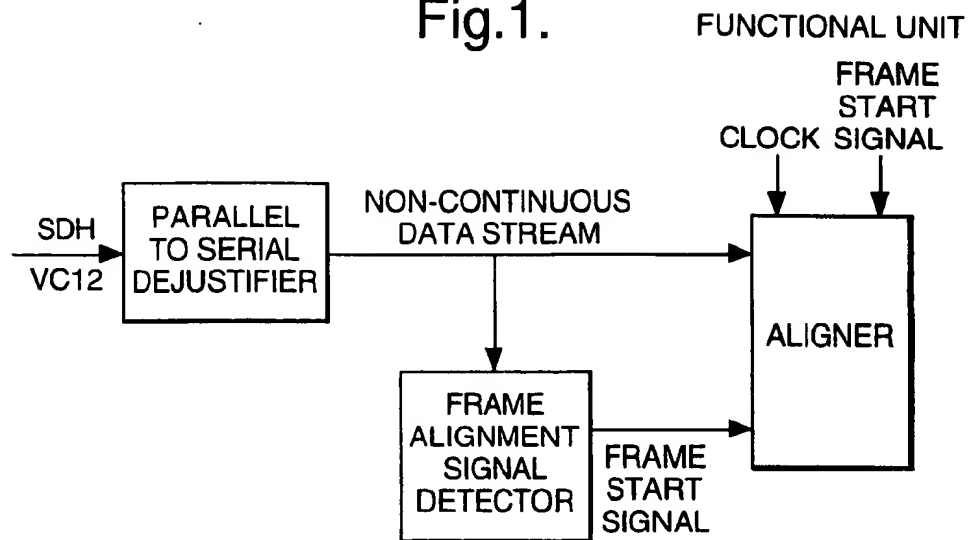 Fig.1.
FUNCTIONAL UNIT
FRAME
START
SIGNAL
CLOCK
SDH
VC12
PARALLEL
TO SERIAL
DEJUSTIFIER
NON-CONTINUOUS
DATA STREAM
ALIGNER
FRAME
ALIGNMENT
SIGNAL
DETECTOR
FRAME
START
SIGNAL